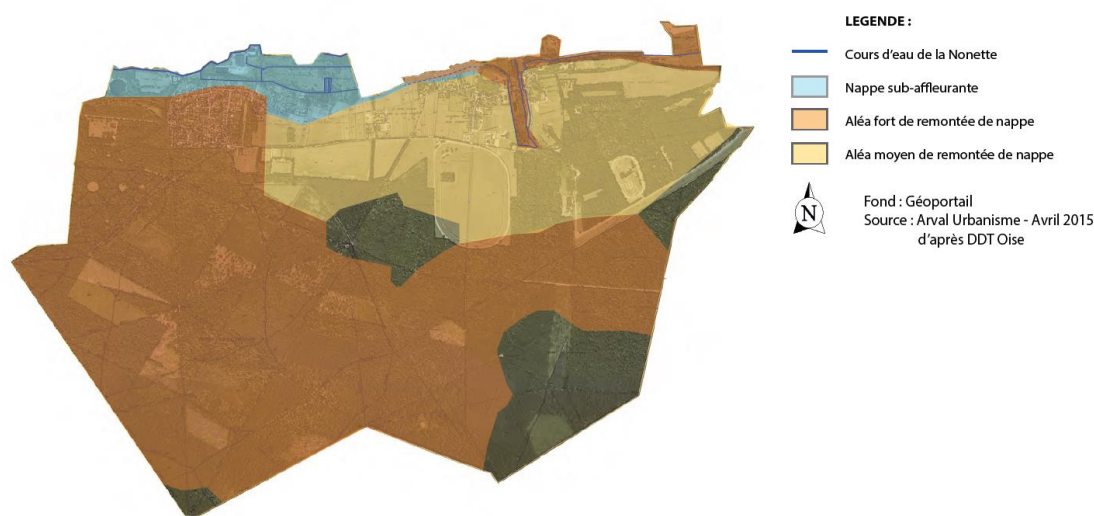 LEGENDE :
Cours d'eau de la Nonette
Nappe sub-affleurante
Aléa fort de remontée de nappe
Aléa moyen de remontée de nappe
N
Fond : Géoportail
Source : Arval Urbanisme - Avril 2015
d'après DDT Oise